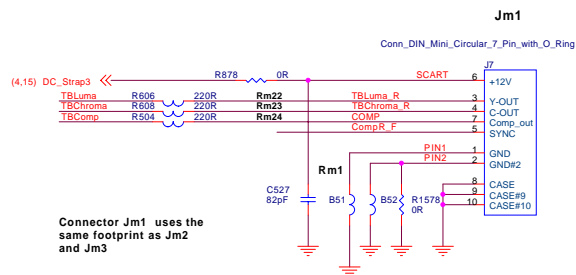 Jm1
Conn_DIN_Mini_Circular_7_Pin_with_O_Ring
J7
(4,15) DC_Strap3 R878 0R SCART 6 +12V
TBLuma R606 220R Rm22 TBLuma_R 3 Y-OUT
TBChroma R608 220R Rm23 TBChroma_R 4 C-OUT
TBComp R504 220R Rm24 COMP 7 Comp_out
CompR_F 5 SYNC
PIN1 1 GND
PIN2 2 GND#2
Rm1
8 CASE
9 CASE#9
10 CASE#10
C527 B51 B52 R1578
82pF 0R
Connector Jm1 uses the
same footprint as Jm2
and Jm3